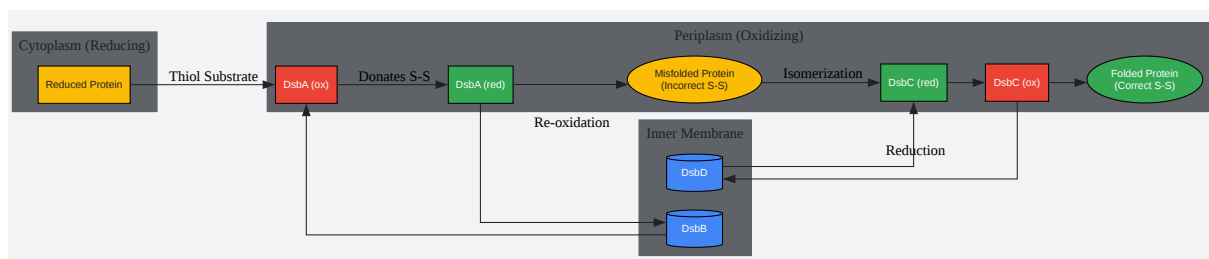 Cytoplasm (Reducing)
Reduced Protein
Thiol Substrate
Periplasm (Oxidizing)
DsbA (ox)
Donates S-S
DsbA (red)
Misfolded Protein
(Incorrect S-S)
Isomerization
DsbC (red)
DsbC (ox)
Folded Protein
(Correct S-S)
Re-oxidation
Inner Membrane
Reduction
DsbD
DsbB